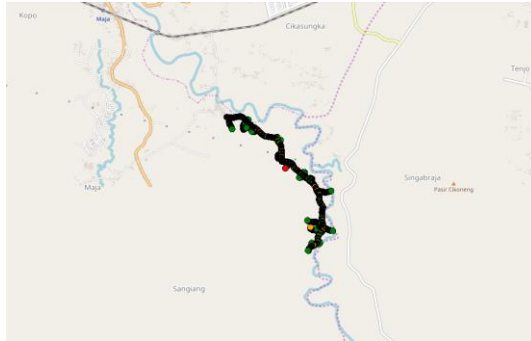 Kopo
Maja
Cikasungka
Tenjo
Maja
Singabraja
Pasir Cikoneng
Sangiang